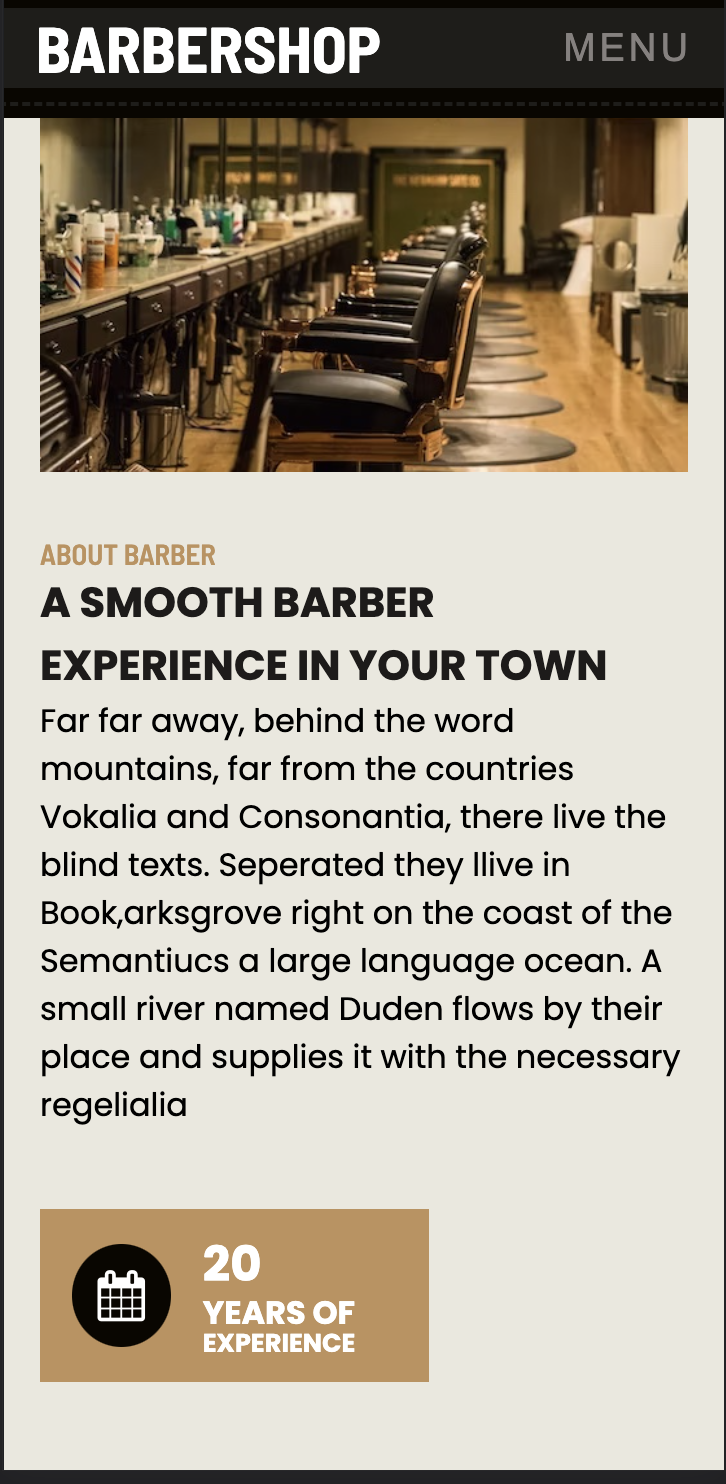 BARBERSHOP
MENU
ABOUT BARBER
A SMOOTH BARBER
EXPERIENCE IN YOUR TOWN
Far far away, behind the word
mountains, far from the countries
Vokalia and Consonantia, there live the
blind texts. Seperated they llive in
Book,arksgrove right on the coast of the
Semantiucs a large language ocean. A
small river named Duden flows by their
place and supplies it with the necessary
regelialia
20
YEARS OF
EXPERIENCE